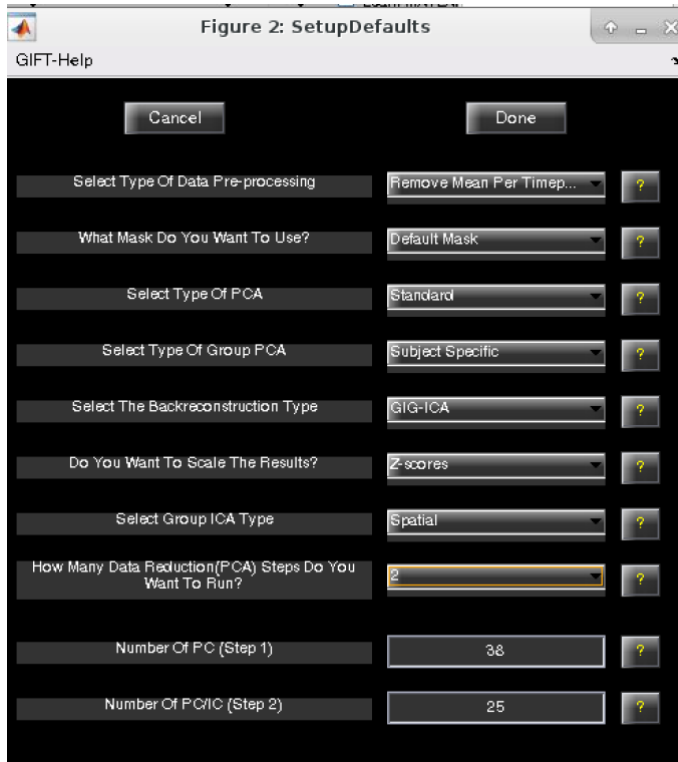 Figure 2: SetupDefaults
GIFT-Help
Cancel
Done
Select Type Of Data Pre-processing
Remove Mean Per Timep...
?
What Mask Do You Want To Use?
Default Mask
?
Select Type Of PCA
Standard
?
Select Type Of Group PCA
Subject Specific
?
Select The Backreconstruction Type
GIG-ICA
?
Do You Want To Scale The Results?
Z-scores
?
Select Group ICA Type
Spatial
?
How Many Data Reduction(PCA) Steps Do You
Want To Run?
2
?
Number Of PC (Step 1)
38
?
Number Of PC/IC (Step 2)
25
?